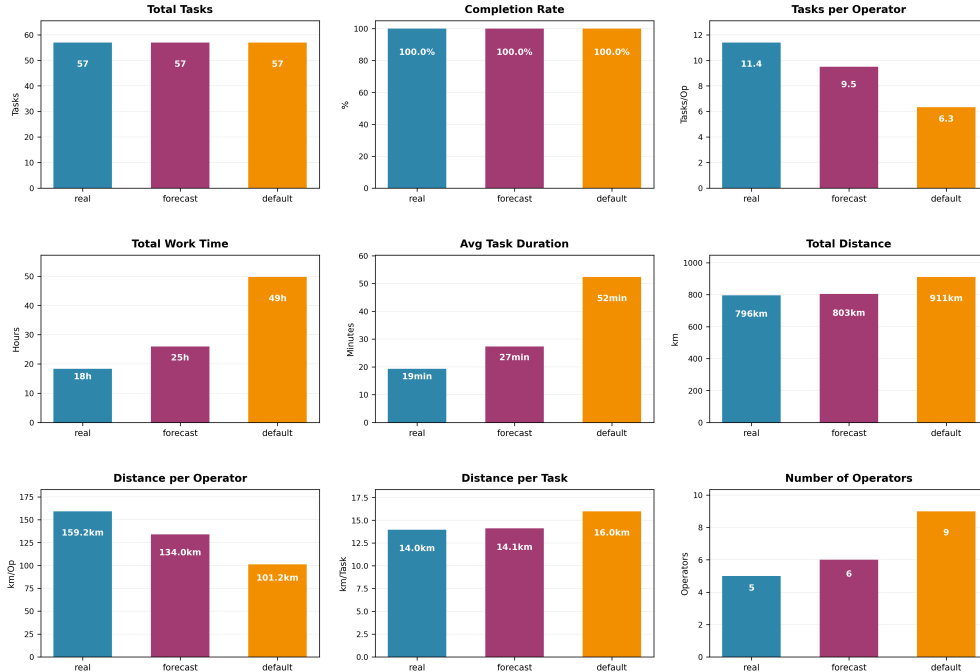 Total Tasks
60
50
40
30
20
10
0
Tasks
57
57
57
real
forecast
default
Completion Rate
100
80
60
40
20
0
%
100.0%
100.0%
100.0%
real
forecast
default
Tasks per Operator
12
10
8
6
4
2
0
Tasks/Op
11.4
9.5
6.3
real
forecast
default
Total Work Time
50
40
30
20
10
0
Hours
18h
25h
49h
real
forecast
default
Avg Task Duration
60
50
40
30
20
10
0
Minutes
19min
27min
52min
real
forecast
default
Total Distance
1000
800
600
400
200
0
km
796km
803km
911km
real
forecast
default
Distance per Operator
175
150
125
100
75
50
25
0
km/Op
159.2km
134.0km
101.2km
real
forecast
default
Distance per Task
17.5
15.0
12.5
10.0
7.5
5.0
2.5
0.0
km/Task
14.0km
14.1km
16.0km
real
forecast
default
Number of Operators
10
8
6
4
2
0
Operators
5
6
9
real
forecast
default